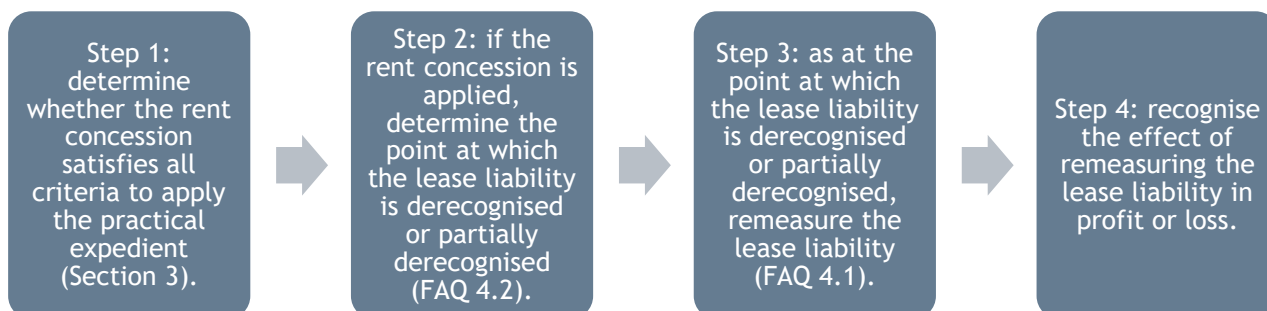 Step 1:
determine
whether the rent
concession
satisfies all
criteria to apply
the practical
expedient
(Section 3).
Step 2: if the
rent concession is
applied,
determine the
point at which
the lease liability
is derecognised
or partially
derecognised
(FAQ 4.2).
Step 3: as at the
point at which
the lease liability
is derecognised
or partially
derecognised,
remeasure the
lease liability
(FAQ 4.1).
Step 4: recognise
the effect of
remeasuring the
lease liability in
profit or loss.